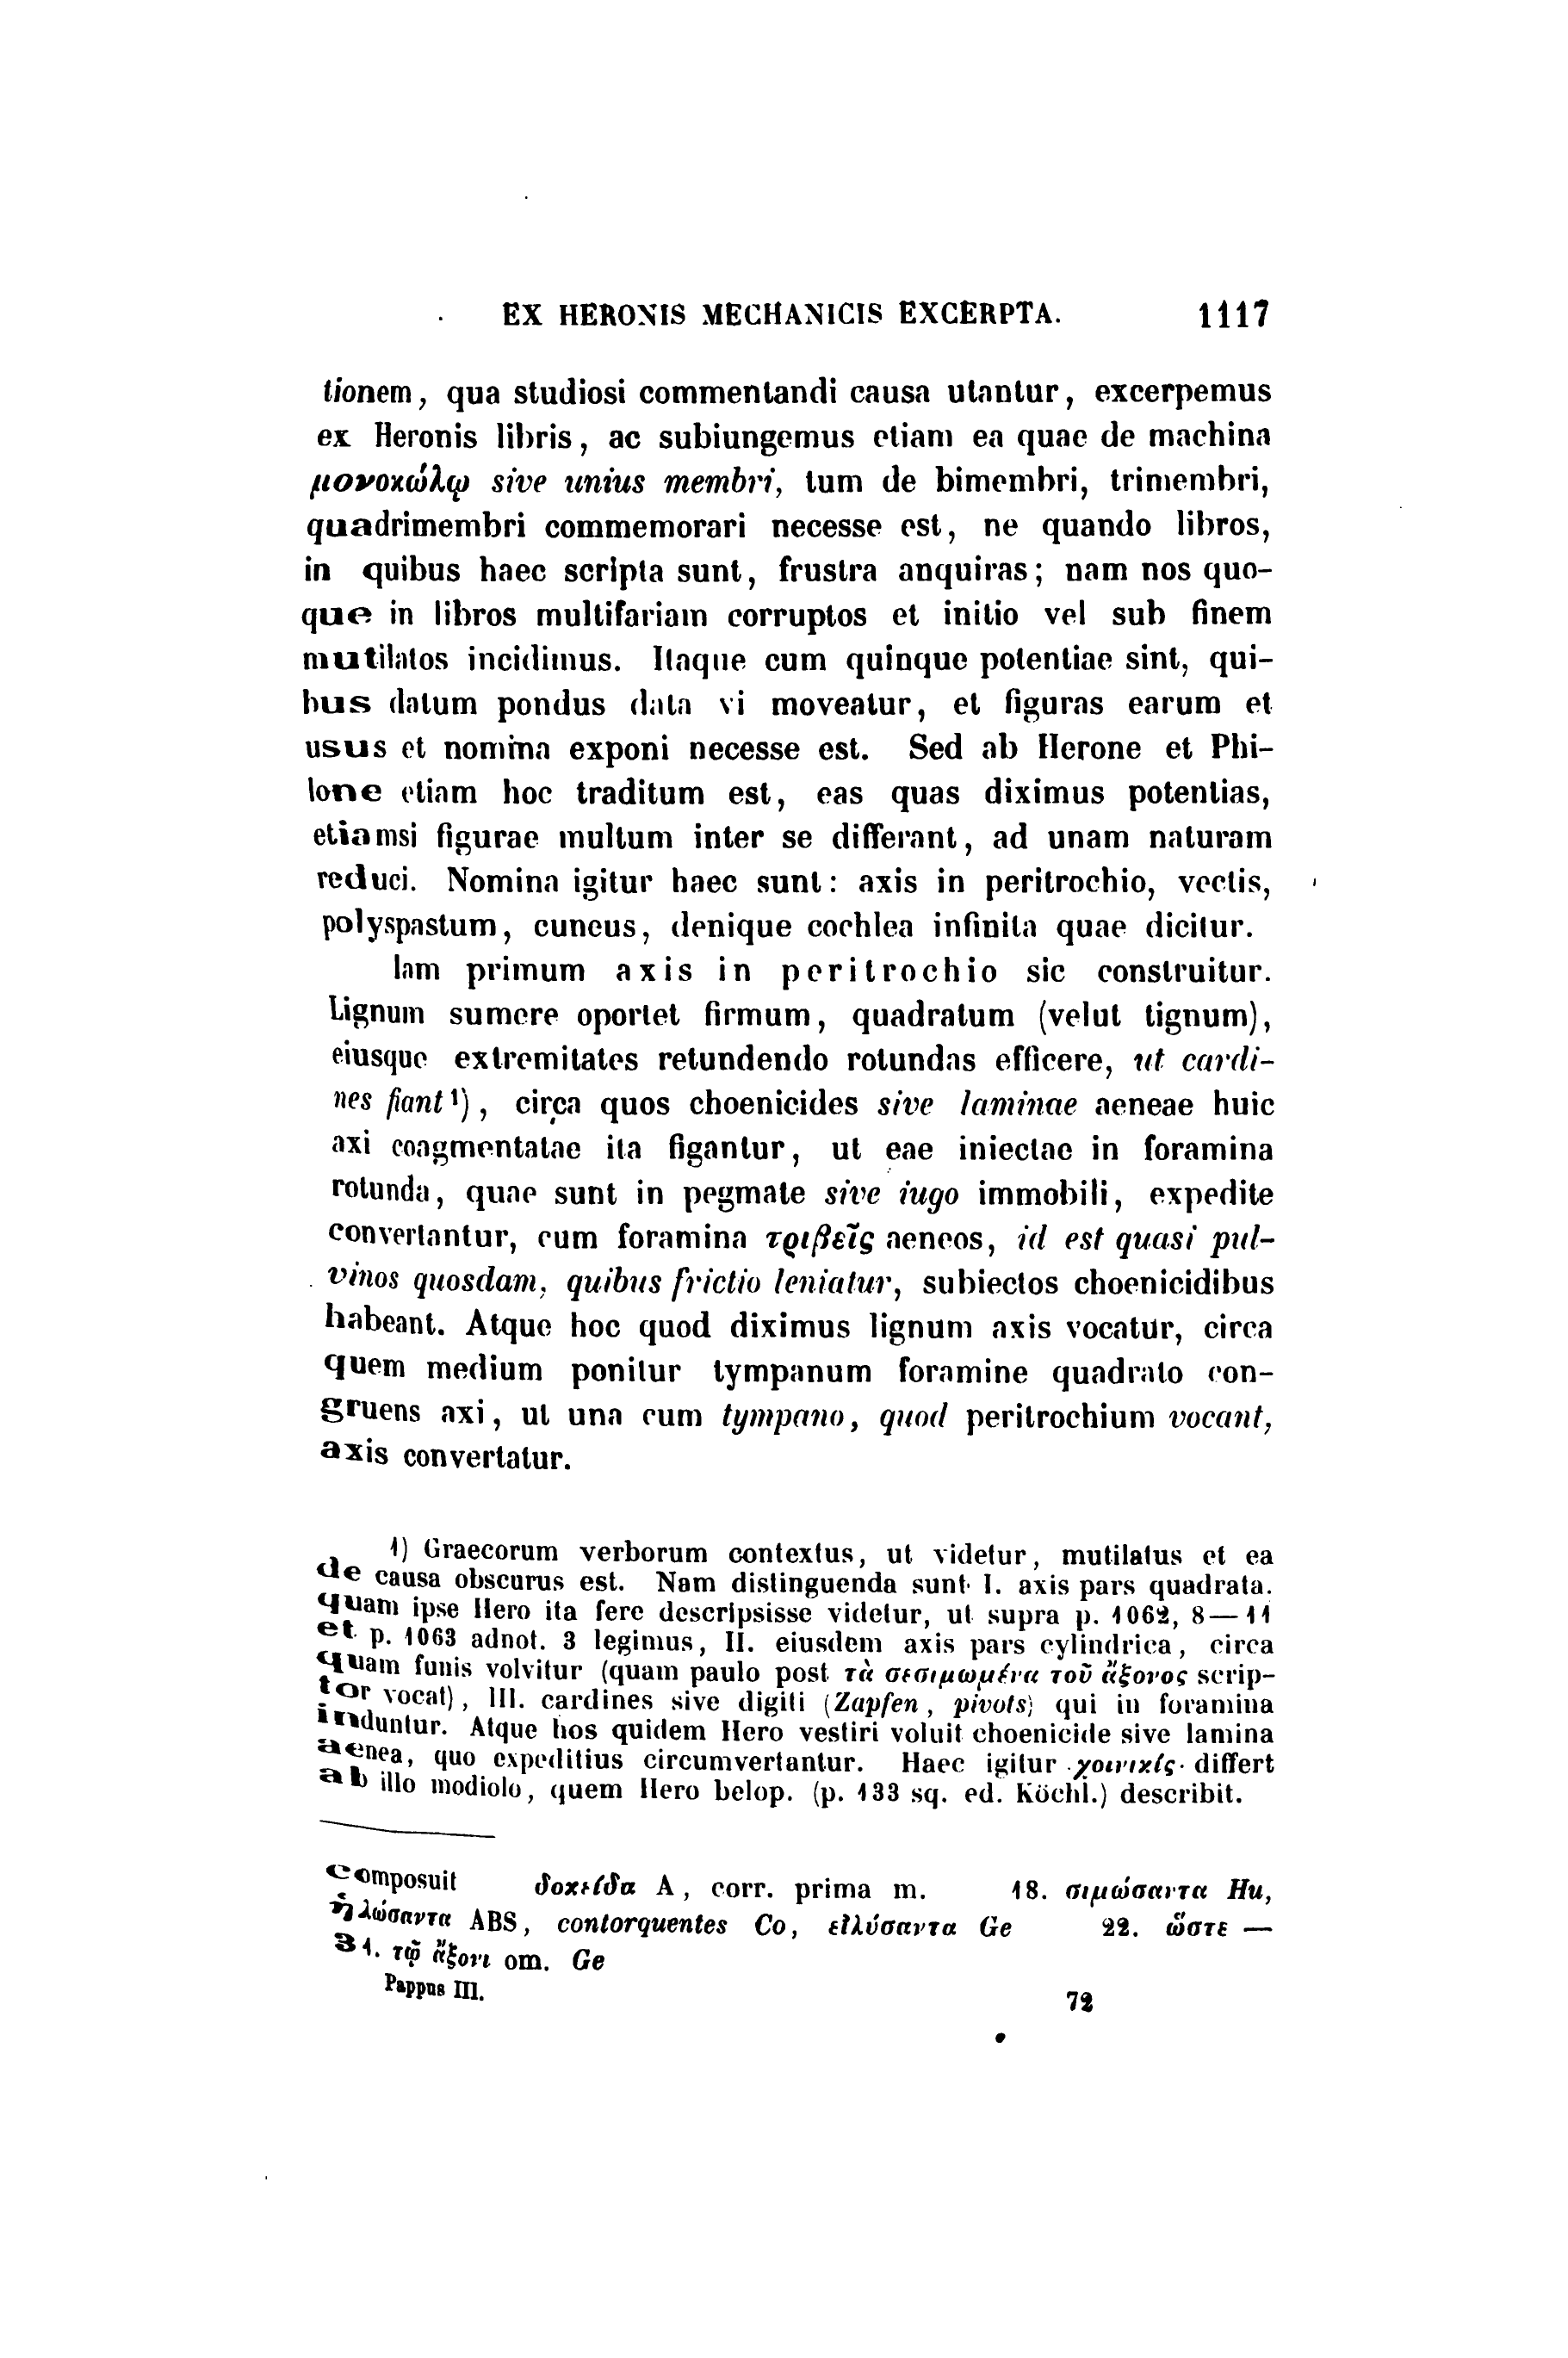 EX HERONIS MECHANICIS EXCERPTA. 1117
tionem, qua studiosi commentandi causa utantur, excerpemus
ex Heronis libris, ac subiungemus etiam ea quae de machina
μονοκώλῳ sive unius membri, tum de bimembri, trimembri,
quadrimembri commemorari necesse est, ne quando libros,
in quibus haec scripta sunt, frustra anquiras; nam nos quo-
que in libros multifariam corruptos et initio vel sub finem
mutilatos incidimus. Itaque cum quinque potentiae sint, qui-
bus datum pondus data vi moveatur, et figuras earum et
usus et nomina exponi necesse est. Sed ab Herone et Phi-
lone etiam hoc traditum est, eas quas diximus potentias,
etiamsi figurae multum inter se differant, ad unam naturam
reduci. Nomina igitur haec sunt: axis in peritrochio, vectis,
polyspastum, cuneus, denique cochlea infinita quae dicitur.
Iam primum axis in peritrochio sic construitur.
Lignum sumere oportet firmum, quadratum (velut tignum),
eiusque extremitates retundendo rotundas efficere, ut cardi-
nes fiant¹), circa quos choenicides sive laminae aeneae huic
axi coagmentatae ita figantur, ut eae iniectae in foramina
rotunda, quae sunt in pegmate sive iugo immobili, expedite
convertantur, cum foramina τριβεῖς aeneos, id est quasi pul-
vinos quosdam, quibus frictio leniatur, subiectos choenicidibus
habeant. Atque hoc quod diximus lignum axis vocatur, circa
quem medium ponitur tympanum foramine quadrato con-
gruens axi, ut una cum tympano, quod peritrochium vocant,
axis convertatur.
1) Graecorum verborum contextus, ut videtur, mutilatus et ea
de causa obscurus est. Nam distinguenda sunt I. axis pars quadrata.
quam ipse Hero ita fere descripsisse videtur, ut supra p. 1062, 8—11
et p. 1063 adnot. 3 legimus, II. eiusdem axis pars cylindrica, circa
quam funis volvitur (quam paulo post τὰ σεσιμωμένα τοῦ ἄξονος scrip-
tor vocat), III. cardines sive digiti (Zapfen, pivots) qui in foramina
induntur. Atque hos quidem Hero vestiri voluit choenicide sive lamina
aenea, quo expeditius circumvertantur. Haec igitur χοινικίς differt
ab illo modiolo, quem Hero belop. (p. 133 sq. ed. Köchl.) describit.
composuit δοκείδα A, corr. prima m. 18. σιμώσαντα Hu,
ἡλώσαντα ABS, contorquentes Co, εἰλύσαντα Ge 22. ὥστε —
31. τῷ ἄξονι om. Ge
Pappus III. 72